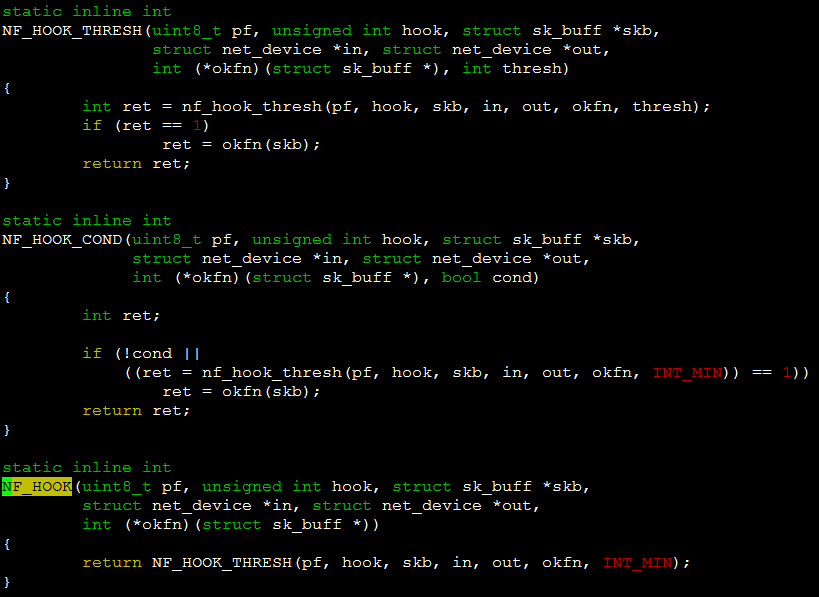 static inline int
NF_HOOK_THRESH(uint8_t pf, unsigned int hook, struct sk_buff *skb,
               struct net_device *in, struct net_device *out,
               int (*okfn)(struct sk_buff *), int thresh)
{
        int ret = nf_hook_thresh(pf, hook, skb, in, out, okfn, thresh);
        if (ret == 1)
                ret = okfn(skb);
        return ret;
}

static inline int
NF_HOOK_COND(uint8_t pf, unsigned int hook, struct sk_buff *skb,
             struct net_device *in, struct net_device *out,
             int (*okfn)(struct sk_buff *), bool cond)
{
        int ret;

        if (!cond ||
            ((ret = nf_hook_thresh(pf, hook, skb, in, out, okfn, INT_MIN)) == 1))
                ret = okfn(skb);
        return ret;
}

static inline int
NF_HOOK(uint8_t pf, unsigned int hook, struct sk_buff *skb,
        struct net_device *in, struct net_device *out,
        int (*okfn)(struct sk_buff *))
{
        return NF_HOOK_THRESH(pf, hook, skb, in, out, okfn, INT_MIN);
}